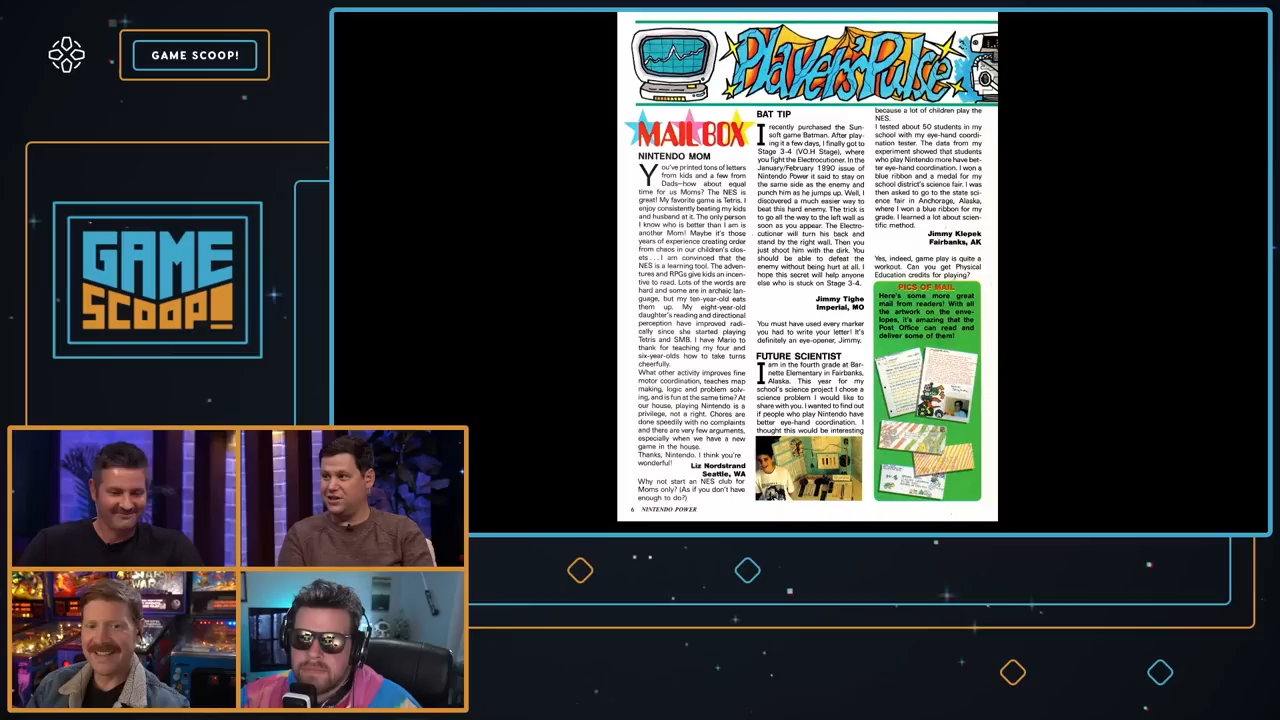 GAME SCOOP!
GAME
SCOOP!
Player's Pulse
MAILBOX
NINTENDO MOM
You've printed tons of letters
from kids and a few from
Dads—how about equal
time for us Moms? The NES is
great! My favorite game is Tetris. I
enjoy consistently beating my kids
and husband at it. The only person
I know who is better than I am is
another Mom! Maybe it's those
years of experience creating order
from chaos in our children's clos-
ets . . . I am convinced that the
NES is a learning tool. The adven-
tures and RPGs give kids an incen-
tive to read. Lots of the words are
hard and some are in archaic lan-
guage, but my ten-year-old eats
them up. My eight-year-old
daughter's reading and directional
perception have improved radi-
cally since she started playing
Tetris and SMB. I have Mario to
thank for teaching my four and
six-year-olds how to take turns
cheerfully.
What other activity improves fine
motor coordination, teaches map
making, logic and problem solv-
ing, and is fun at the same time? At
our house, playing Nintendo is a
privilege, not a right. Chores are
done speedily with no complaints
and there are very few arguments,
especially when we have a new
game in the house.
Thanks, Nintendo. I think you're
wonderful!
Liz Nordstrand
Seattle, WA
Why not start an NES club for
Moms only? (As if you don't have
enough to do?)
6 NINTENDO POWER
BAT TIP
I recently purchased the Sun-
soft game Batman. After play-
ing it a few days, I finally got to
Stage 3-4 (VO.H Stage), where
you fight the Electrocutioner. In the
January/February 1990 issue of
Nintendo Power it said to stay on
the same side as the enemy and
punch him as he jumps up. Well, I
discovered a much easier way to
beat this hard enemy. The trick is
to go all the way to the left wall as
soon as you appear. The Electro-
cutioner will turn his back and
stand by the right wall. Then you
just shoot him with the dirk. You
should be able to defeat the
enemy without being hurt at all. I
hope this secret will help anyone
else who is stuck on Stage 3-4.
Jimmy Tighe
Imperial, MO
You must have used every marker
you had to write your letter! It's
definitely an eye-opener, Jimmy.
FUTURE SCIENTIST
I am in the fourth grade at Bar-
nette Elementary in Fairbanks,
Alaska. This year for my
school's science project I chose a
science problem I would like to
share with you. I wanted to find out
if people who play Nintendo have
better eye-hand coordination. I
thought this would be interesting
because a lot of children play the
NES.
I tested about 50 students in my
school with my eye-hand coordi-
nation tester. The data from my
experiment showed that students
who play Nintendo more have bet-
ter eye-hand coordination. I won a
blue ribbon and a medal for my
school district's science fair. I was
then asked to go to the state sci-
ence fair in Anchorage, Alaska,
where I won a blue ribbon for my
grade. I learned a lot about scien-
tific method.
Jimmy Klepek
Fairbanks, AK
Yes, indeed, game play is quite a
workout. Can you get Physical
Education credits for playing?
PICS OF MAIL
Here's some more great
mail from readers! With all
the artwork on the enve-
lopes, it's amazing that the
Post Office can read and
deliver some of them!